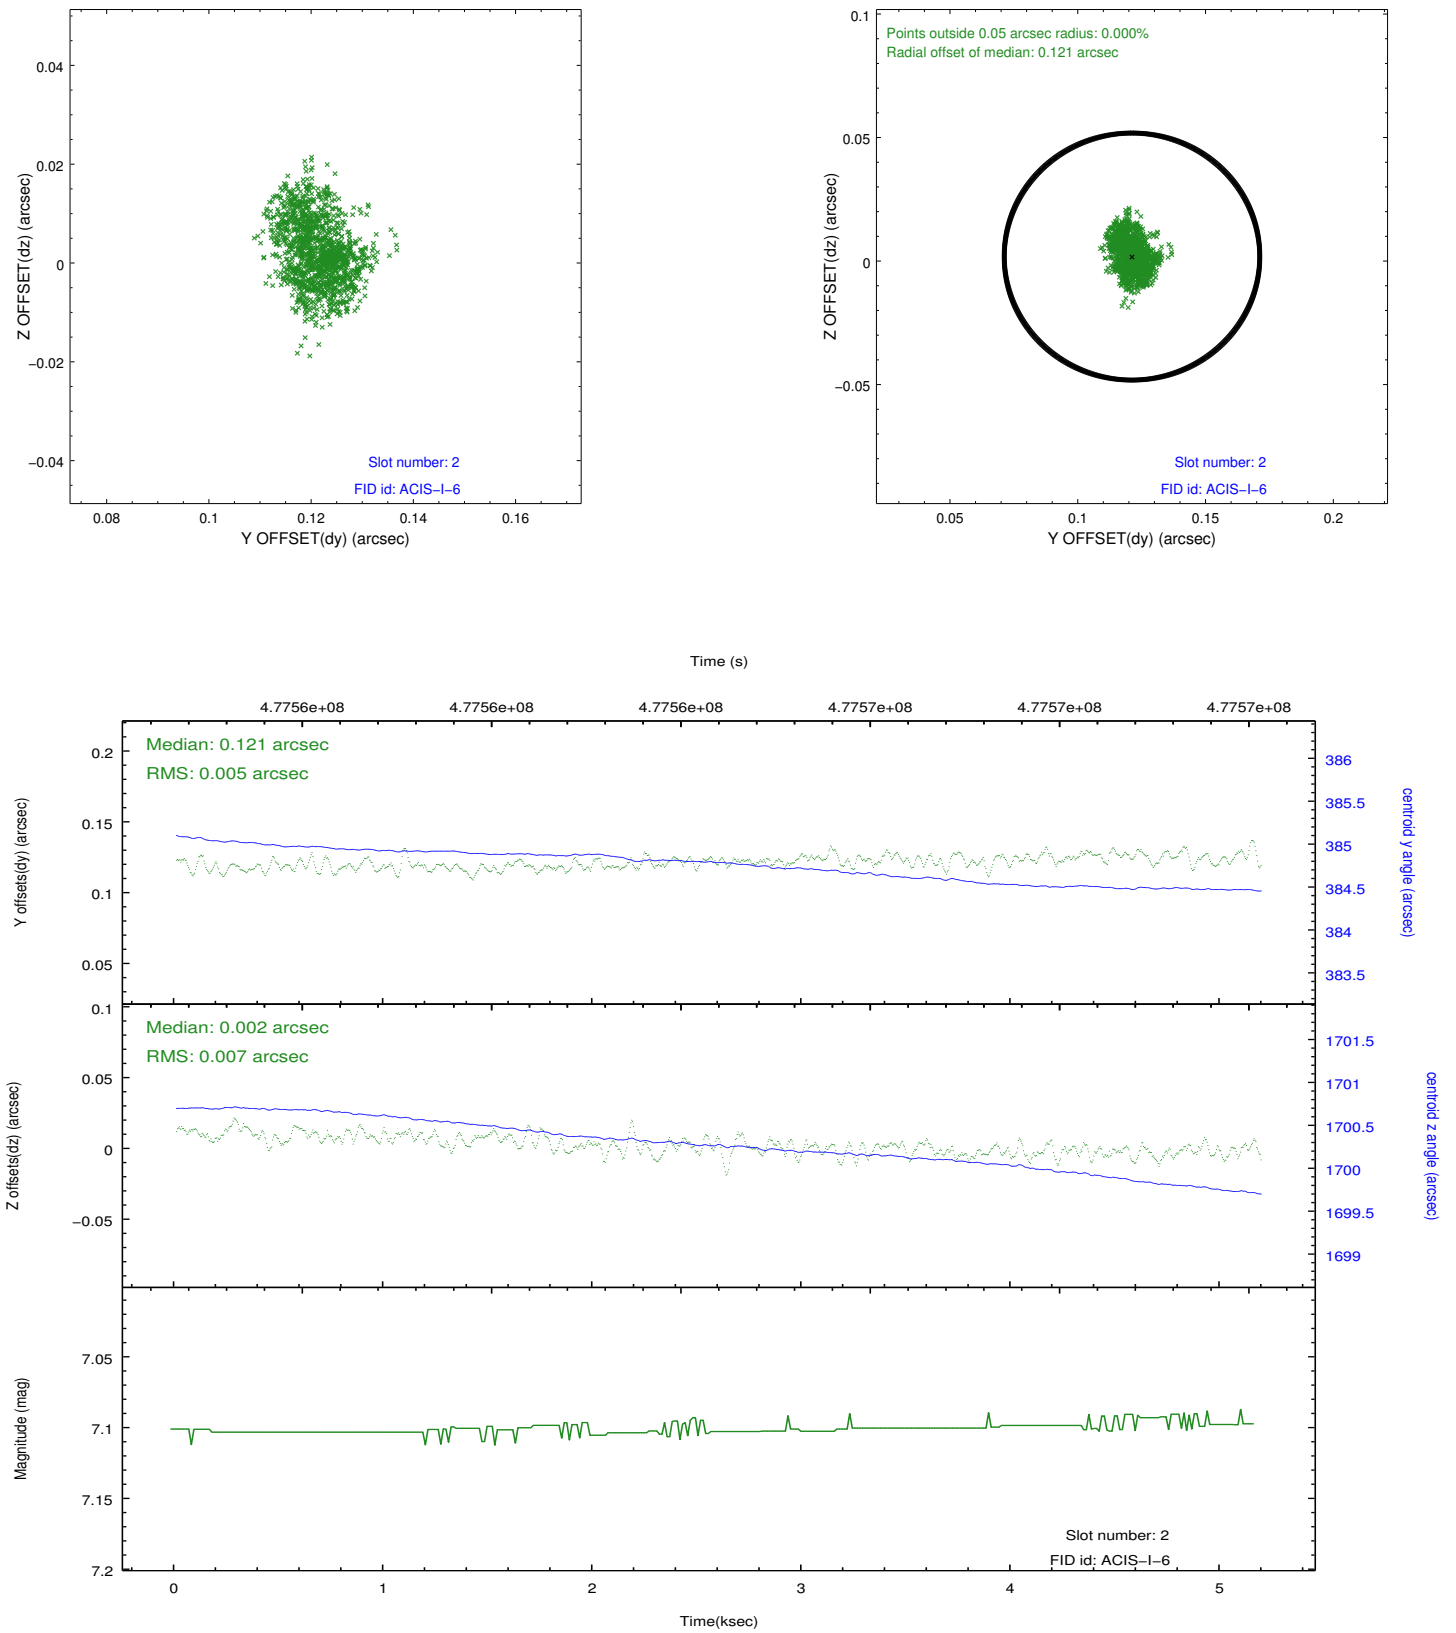 0.04
0.02
0
−0.02
−0.04
Z OFFSET(dz) (arcsec)
Slot number: 2
FID id: ACIS−I−6
0.08
0.1
0.12
0.14
0.16
Y OFFSET(dy) (arcsec)
0.1
0.05
0
−0.05
Z OFFSET(dz) (arcsec)
Points outside 0.05 arcsec radius: 0.000%
Radial offset of median: 0.121 arcsec
Slot number: 2
FID id: ACIS−I−6
0.05
0.1
0.15
0.2
Y OFFSET(dy) (arcsec)
Time (s)
4.7756e+08
4.7756e+08
4.7756e+08
4.7757e+08
4.7757e+08
4.7757e+08
Median: 0.121 arcsec
RMS: 0.005 arcsec
0.2
0.15
0.1
0.05
Y offsets(dy) (arcsec)
386
385.5
385
384.5
384
383.5
centroid y angle (arcsec)
Median: 0.002 arcsec
RMS: 0.007 arcsec
0.1
0.05
0
−0.05
Z offsets(dz) (arcsec)
1701.5
1701
1700.5
1700
1699.5
1699
centroid z angle (arcsec)
7.05
7.1
7.15
7.2
Magnitude (mag)
Slot number: 2
FID id: ACIS−I−6
0
1
2
3
4
5
Time(ksec)